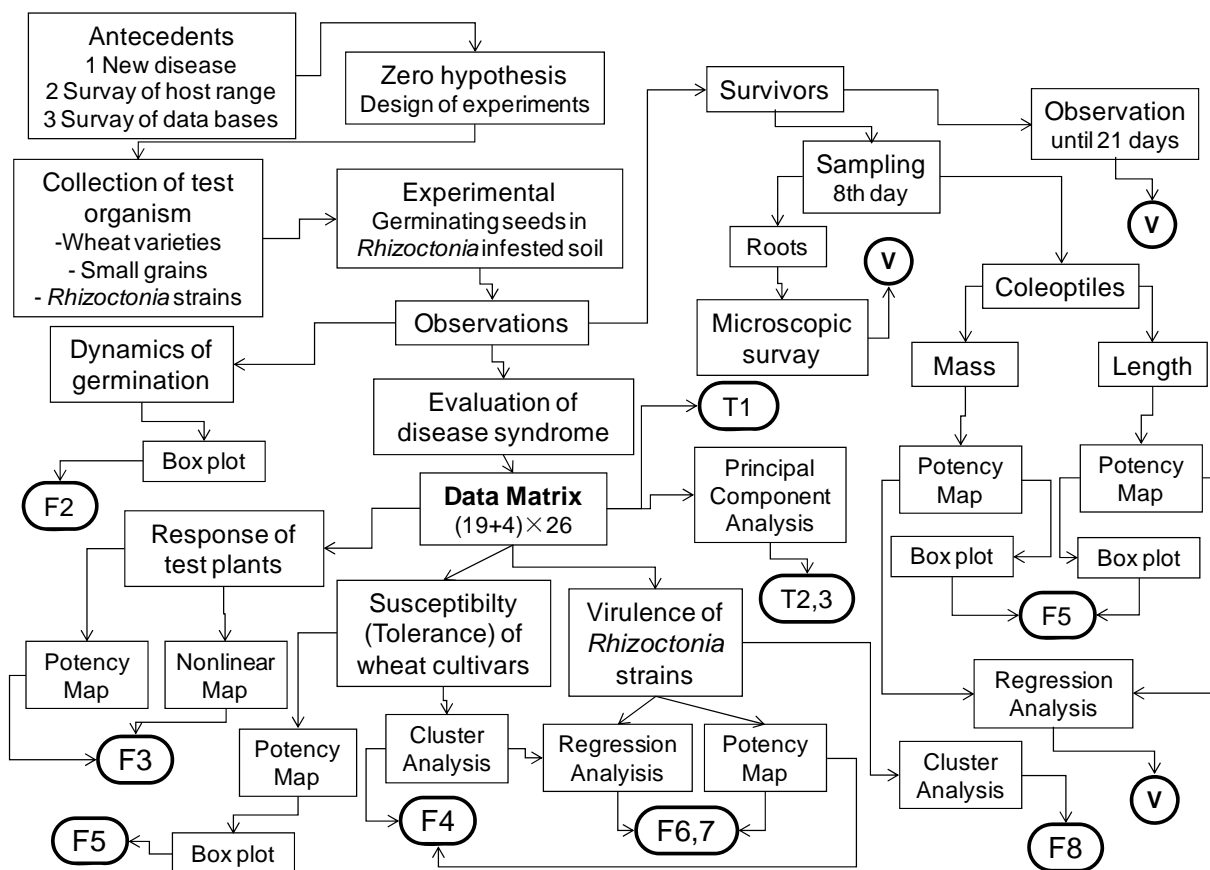 Antecedents
1 New disease
2 Survay of host range
3 Survay of data bases
Zero hypothesis
Design of experiments
Collection of test
organism
-Wheat varieties
- Small grains
- Rhizoctonia strains
Experimental
Germinating seeds in
Rhizoctonia infested soil
Observations
Dynamics of
germination
Box plot
F2
Evaluation of
disease syndrome
T1
Data Matrix
(19+4)×26
Principal
Component
Analysis
T2,3
Survivors
Observation
until 21 days
V
Sampling
8th day
Roots
V
Microscopic
survay
Coleoptiles
Mass
Length
Potency
Map
Potency
Map
Box plot
Box plot
F5
Regression
Analysis
V
Response of
test plants
Potency
Map
Nonlinear
Map
F3
Susceptibilty
(Tolerance) of
wheat cultivars
Potency
Map
Box plot
F5
Cluster
Analysis
F4
Virulence of
Rhizoctonia
strains
Regression
Analyisis
Potency
Map
F6,7
Cluster
Analysis
F8